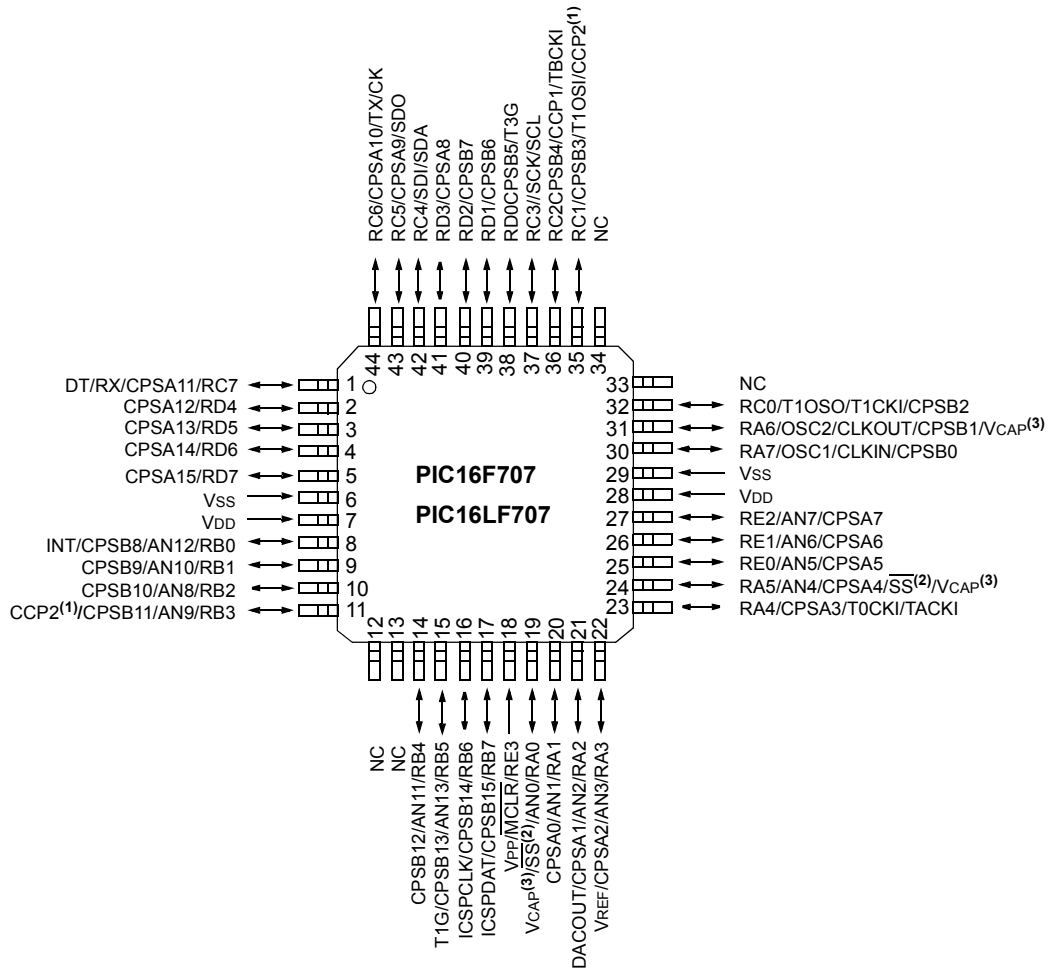 RC6/CPSA10/TX/CK
RC5/CPSA9/SDO
RC4/SDI/SDA
RD3/CPSA8
RD2/CPSB7
RD1/CPSB6
RD0CPSB5/T3G
RC3//SCK/SCL
RC2CPSB4/CCP1/TBCKI
RC1/CPSB3/T1OSI/CCP2(1)
NC
44
43
42
41
40
39
38
37
36
35
34
DT/RX/CPSA11/RC7 1
CPSA12/RD4 2
CPSA13/RD5 3
CPSA14/RD6 4
CPSA15/RD7 5
VSS 6
VDD 7
INT/CPSB8/AN12/RB0 8
CPSB9/AN10/RB1 9
CPSB10/AN8/RB2 10
CCP2(1)/CPSB11/AN9/RB3 11
PIC16F707
PIC16LF707
33 NC
32 RC0/T1OSO/T1CKI/CPSB2
31 RA6/OSC2/CLKOUT/CPSB1/VCAP(3)
30 RA7/OSC1/CLKIN/CPSB0
29 VSS
28 VDD
27 RE2/AN7/CPSA7
26 RE1/AN6/CPSA6
25 RE0/AN5/CPSA5
24 RA5/AN4/CPSA4/SS(2)/VCAP(3)
23 RA4/CPSA3/T0CKI/TACKI
12
13
14
15
16
17
18
19
20
21
22
NC
NC
CPSB12/AN11/RB4
T1G/CPSB13/AN13/RB5
ICSPCLK/CPSB14/RB6
ICSPDAT/CPSB15/RB7
VPP/MCLR/RE3
VCAP(3)/SS(2)/AN0/RA0
CPSA0/AN1/RA1
DACOUT/CPSA1/AN2/RA2
VREF/CPSA2/AN3/RA3